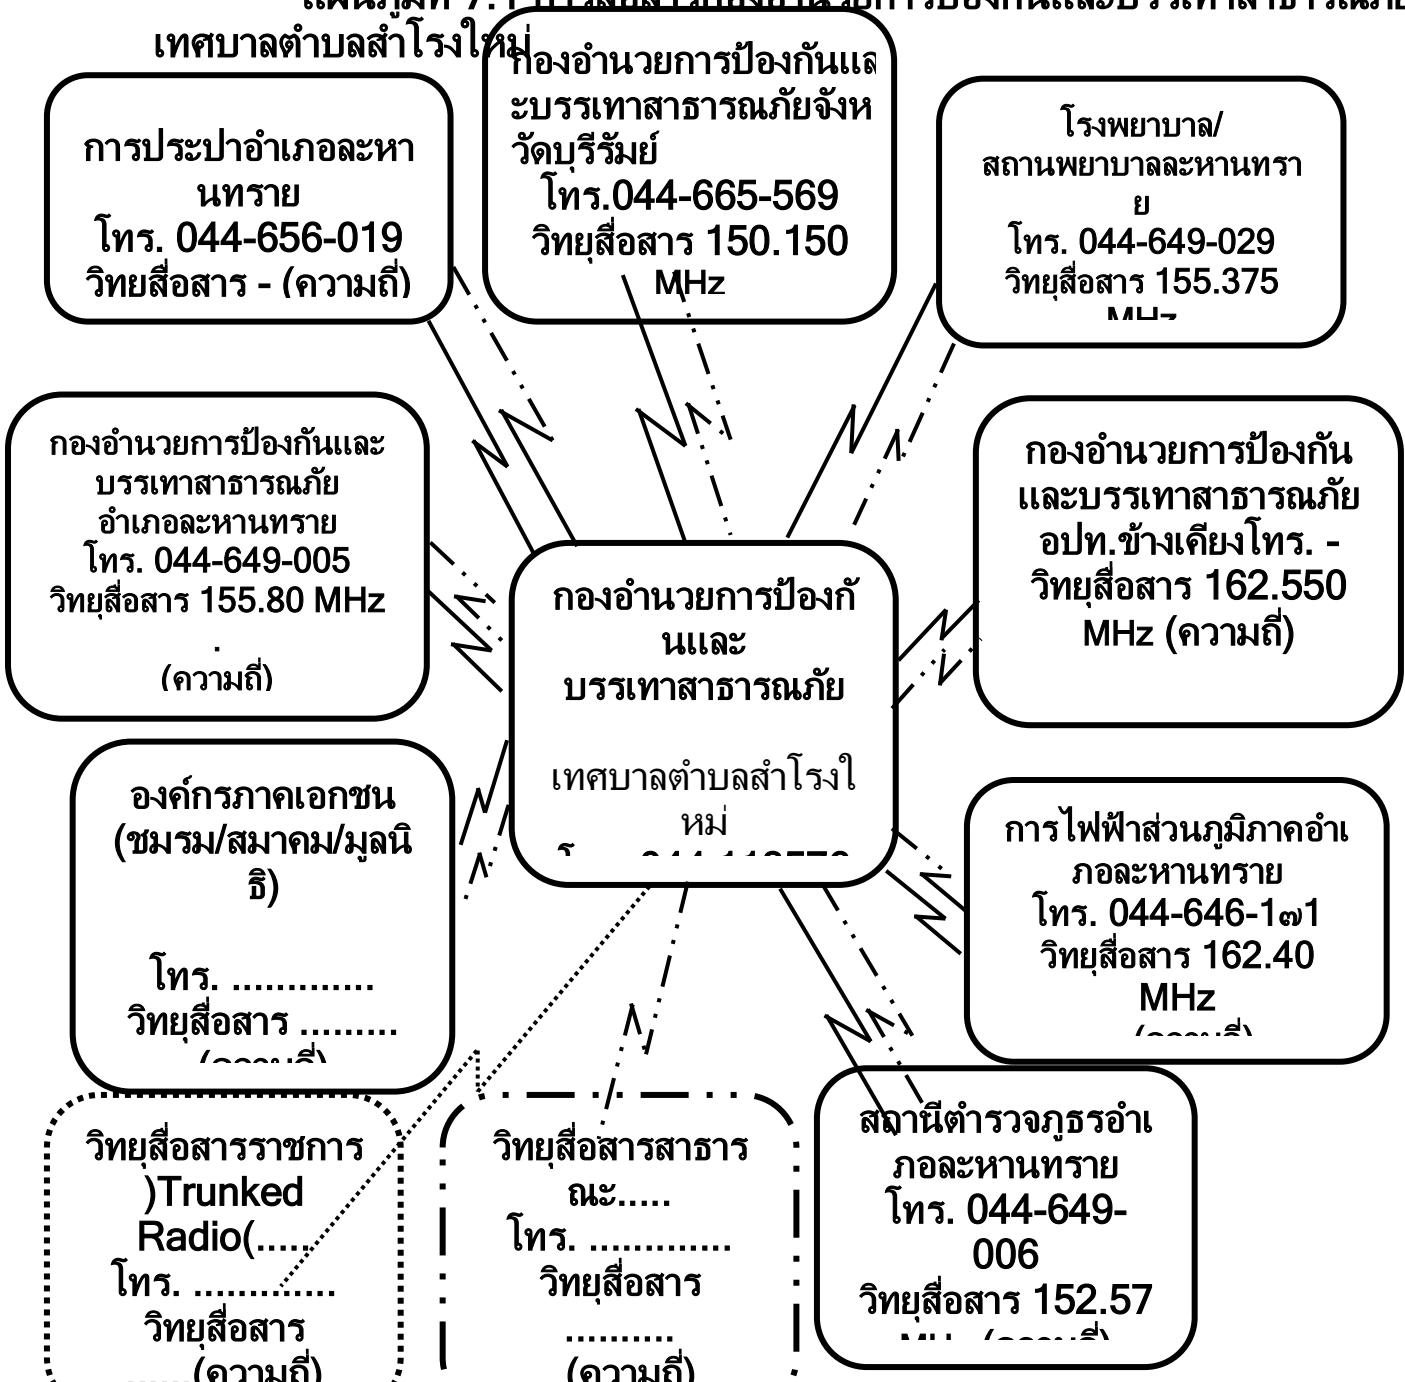 เทศบาลตำบลสำโรงใหม่
กองอำนวยการป้องกันแล
ะบรรเทาสาธารณภัยจังห
วัดบุรีรัมย์
โทร.044-665-569
วิทยุสื่อสาร 150.150
MHz
การประปาอำเภอละหา
นทราย
โทร. 044-656-019
วิทยสื่อสาร - (ความถี่)
โรงพยาบาล/
สถานพยาบาลละหานทรา
ย
โทร. 044-649-029
วิทยุสื่อสาร 155.375
MHz
กองอำนวยการป้องกันและ
บรรเทาสาธารณภัย
อำเภอละหานทราย
โทร. 044-649-005
วิทยุสื่อสาร 155.80 MHz
.
(ความถี่)
กองอำนวยการป้องกัน
และบรรเทาสาธารณภัย
อปท.ข้างเคียงโทร. -
วิทยุสื่อสาร 162.550
MHz (ความถี่)
กองอำนวยการป้องกั
นและ
บรรเทาสาธารณภัย
เทศบาลตำบลสำโรงใ
หม่
องค์กรภาคเอกชน
(ชมรม/สมาคม/มูลนิ
ธิ)
โทร. .............
วิทยุสื่อสาร .........
(ความถี่)
การไฟฟ้าส่วนภูมิภาคอำเ
ภอละหานทราย
โทร. 044-646-1๗1
วิทยุสื่อสาร 162.40
MHz
(ความถี่)
วิทยุสื่อสารราชการ
)Trunked
Radio(.....
โทร. .............
วิทยุสื่อสาร
......(ความถี่)
วิทยุสื่อสารสาธาร
ณะ.....
โทร. .............
วิทยุสื่อสาร
..........
(ความถี่)
สถานีตำรวจภูธรอำเ
ภอละหานทราย
โทร. 044-649-
006
วิทยุสื่อสาร 152.57
MHz (ความถี่)